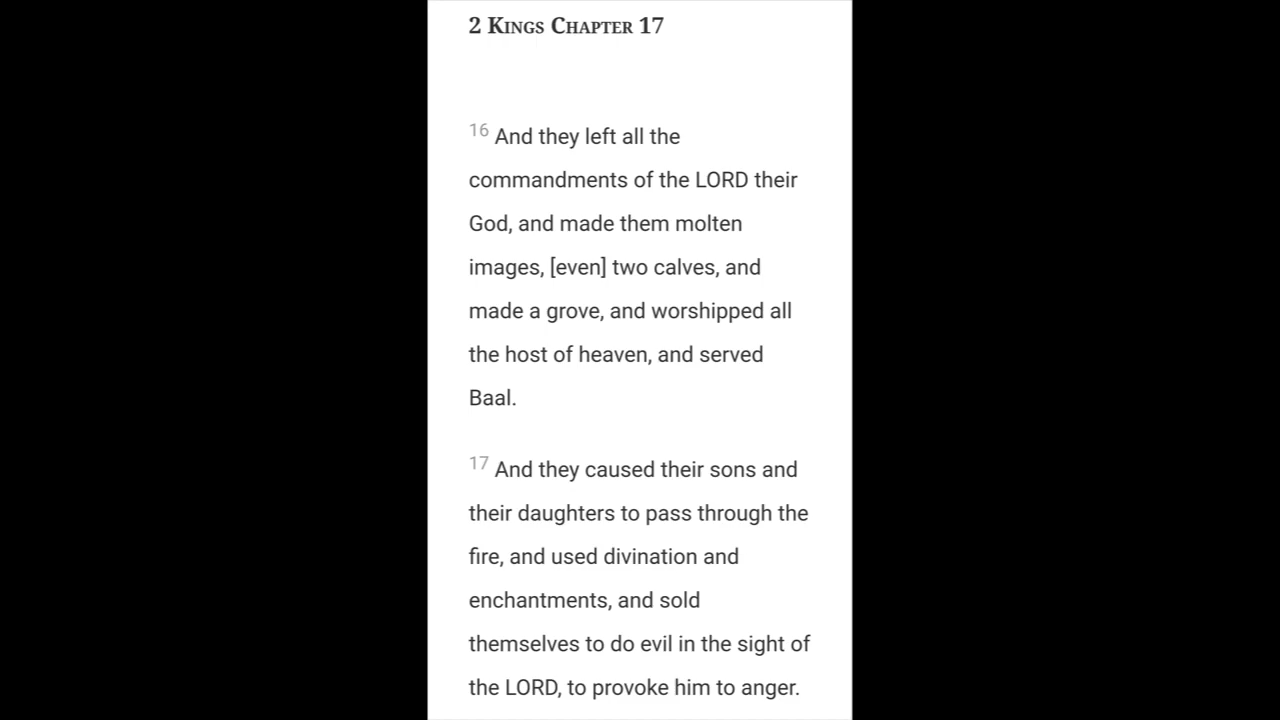 2 Kings Chapter 17
16 And they left all the
commandments of the LORD their
God, and made them molten
images, [even] two calves, and
made a grove, and worshipped all
the host of heaven, and served
Baal.
17 And they caused their sons and
their daughters to pass through the
fire, and used divination and
enchantments, and sold
themselves to do evil in the sight of
the LORD, to provoke him to anger.